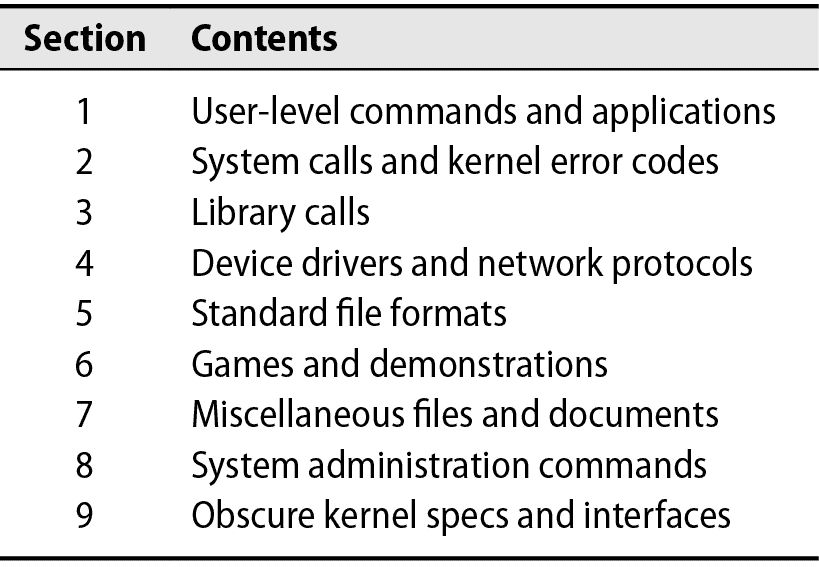 Section Contents
1 User-level commands and applications
2 System calls and kernel error codes
3 Library calls
4 Device drivers and network protocols
5 Standard file formats
6 Games and demonstrations
7 Miscellaneous files and documents
8 System administration commands
9 Obscure kernel specs and interfaces